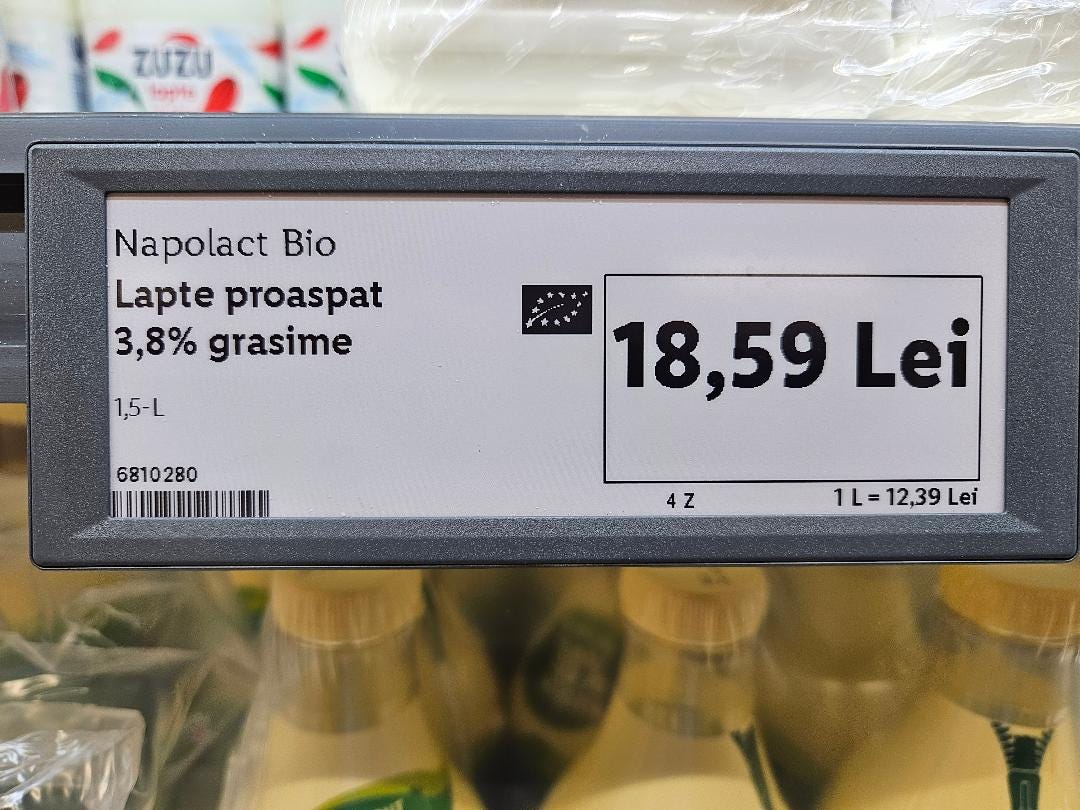 ZUZU
lapte
Napolact Bio
Lapte proaspat
3,8% grasime
1,5-L
18,59 Lei
6810280
4 Z
1 L = 12,39 Lei